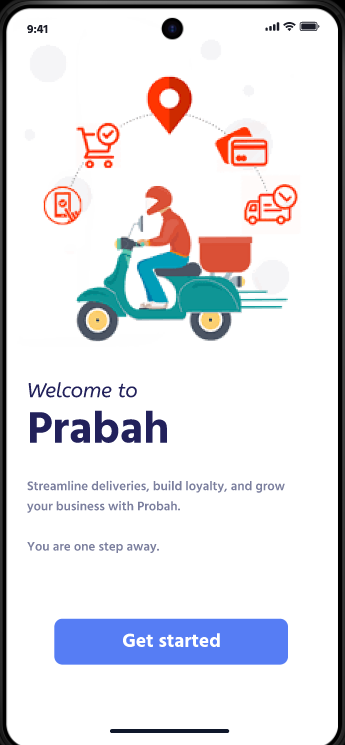 9:41
Welcome to
Prabah
Streamline deliveries, build loyalty, and grow
your business with Probah.
You are one step away.
Get started